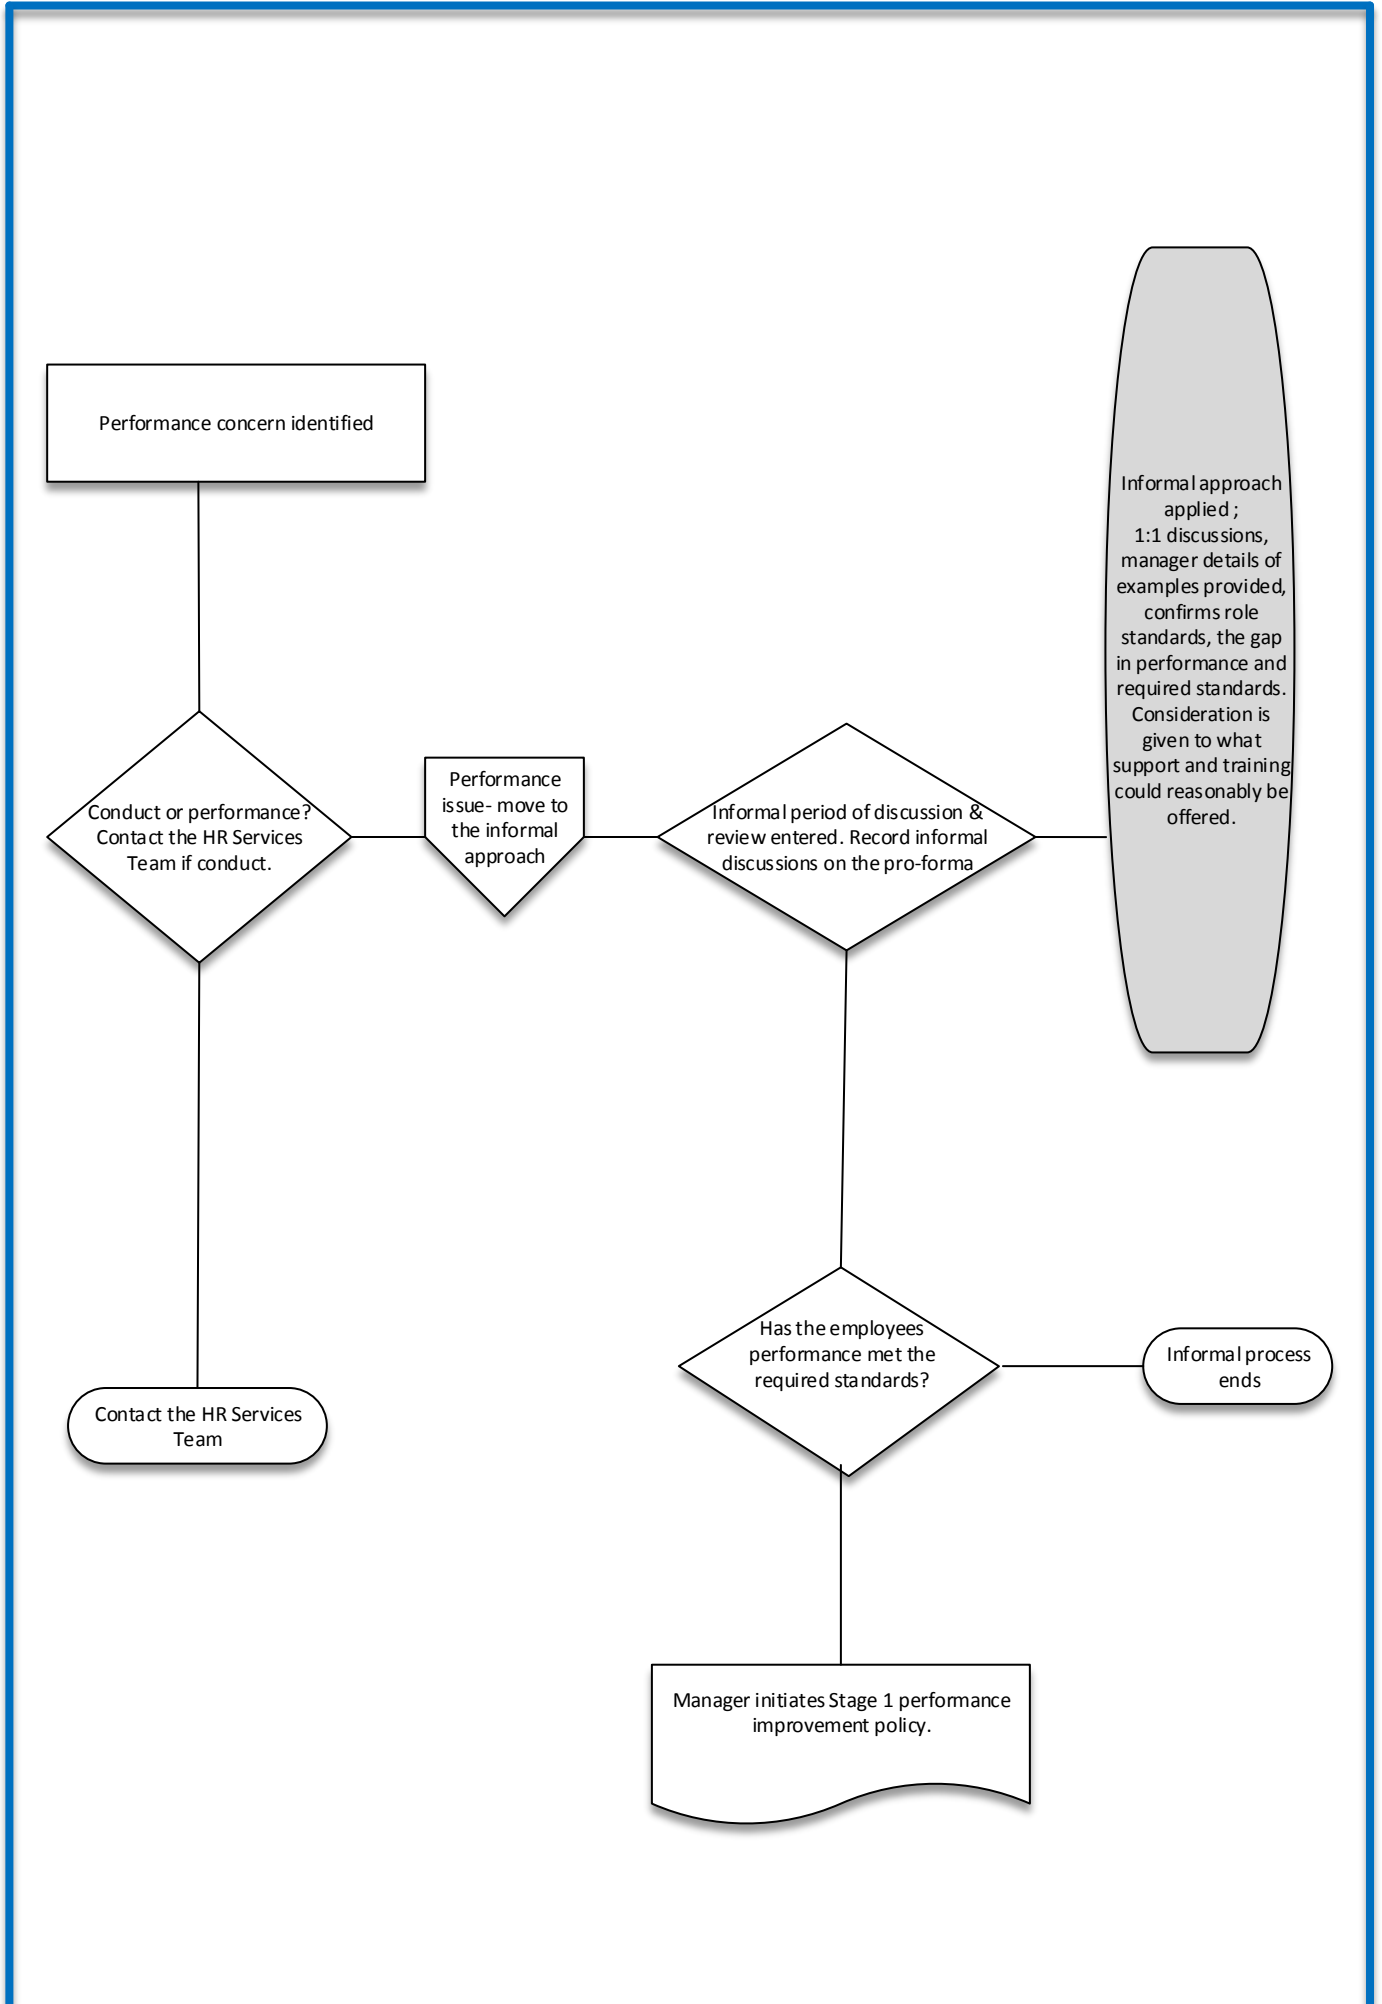 Performance concern identified
Conduct or performance?
Contact the HR Services
Team if conduct.
Performance
issue- move to
the informal
approach
Informal period of discussion &
review entered. Record informal
discussions on the pro-forma
Informal approach
applied ;
1:1 discussions,
manager details of
examples provided,
confirms role
standards, the gap
in performance and
required standards.
Consideration is
given to what
support and training
could reasonably be
offered.
Has the employees
performance met the
required standards?
Informal process
ends
Contact the HR Services
Team
Manager initiates Stage 1 performance
improvement policy.